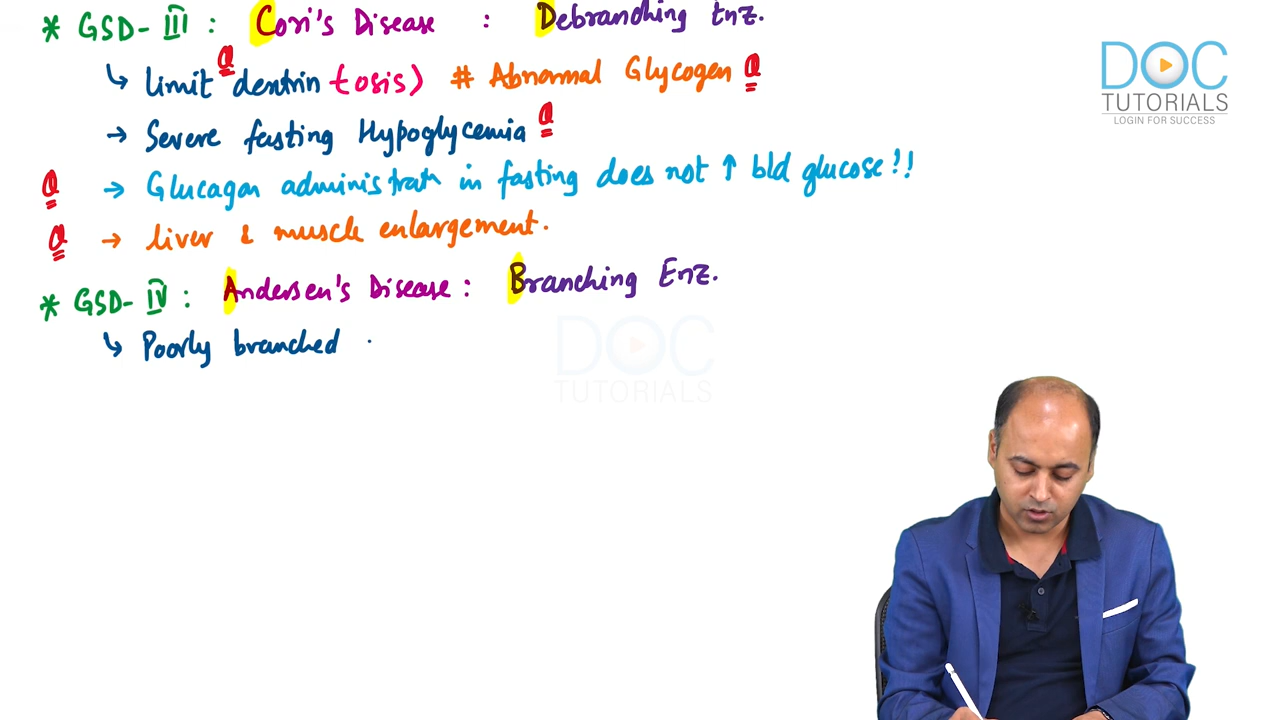 * GSD-III : Cori's Disease : Debranching Enz.
↳ Limit dextrin (osis) # Abnormal Glycogen Q
Q
→ Severe fasting Hypoglycemia Q
Q → Glucagon administratn in fasting does not ↑ bld glucose?!!
Q → liver & muscle enlargement.
* GSD-IV : Andersen's Disease : Branching Enz.
↳ Poorly branched
DOC
TUTORIALS
LOGIN FOR SUCCESS
DOC
TUTORIALS